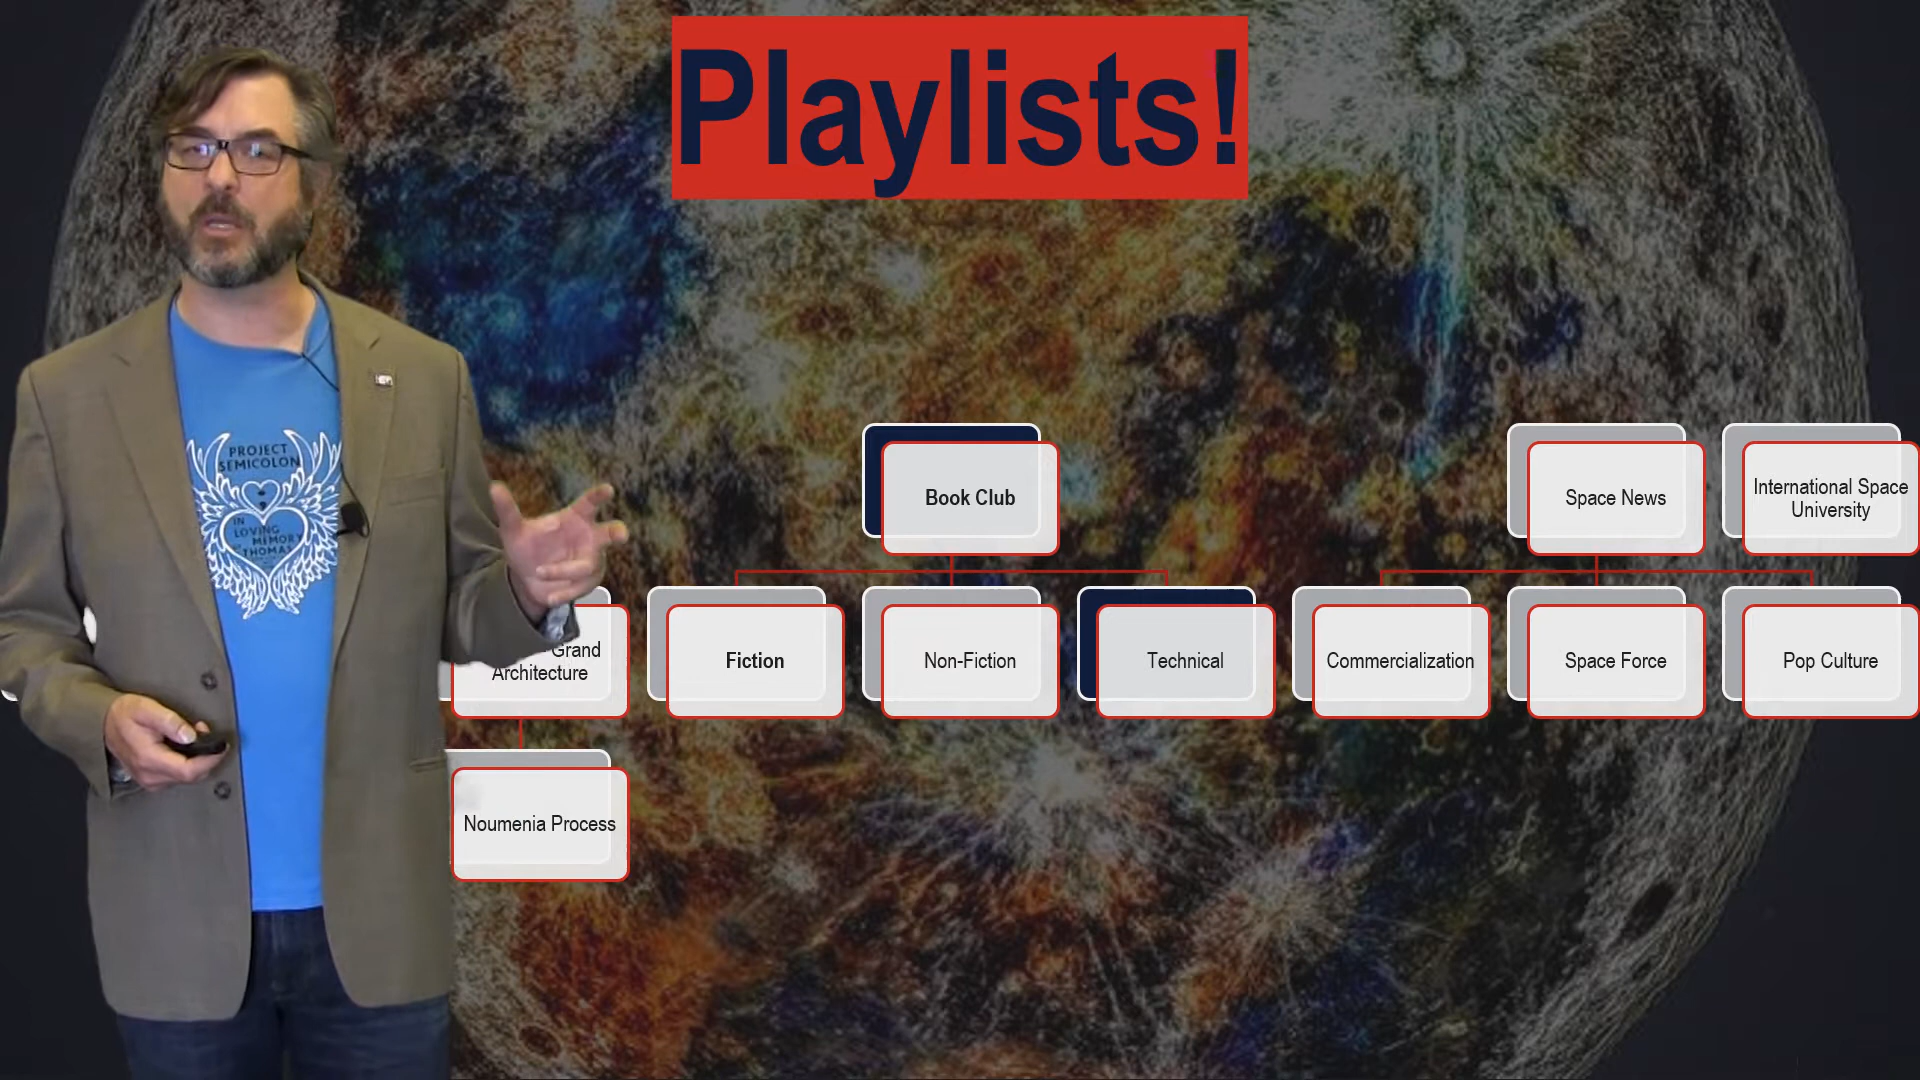 Playlists!
PROJECT
SEMICOLON
IN
LOVING
MEMORY
THOMAS
Book Club
Space News
International Space
University
Grand
Architecture
Fiction
Non-Fiction
Technical
Commercialization
Space Force
Pop Culture
Noumenia Process